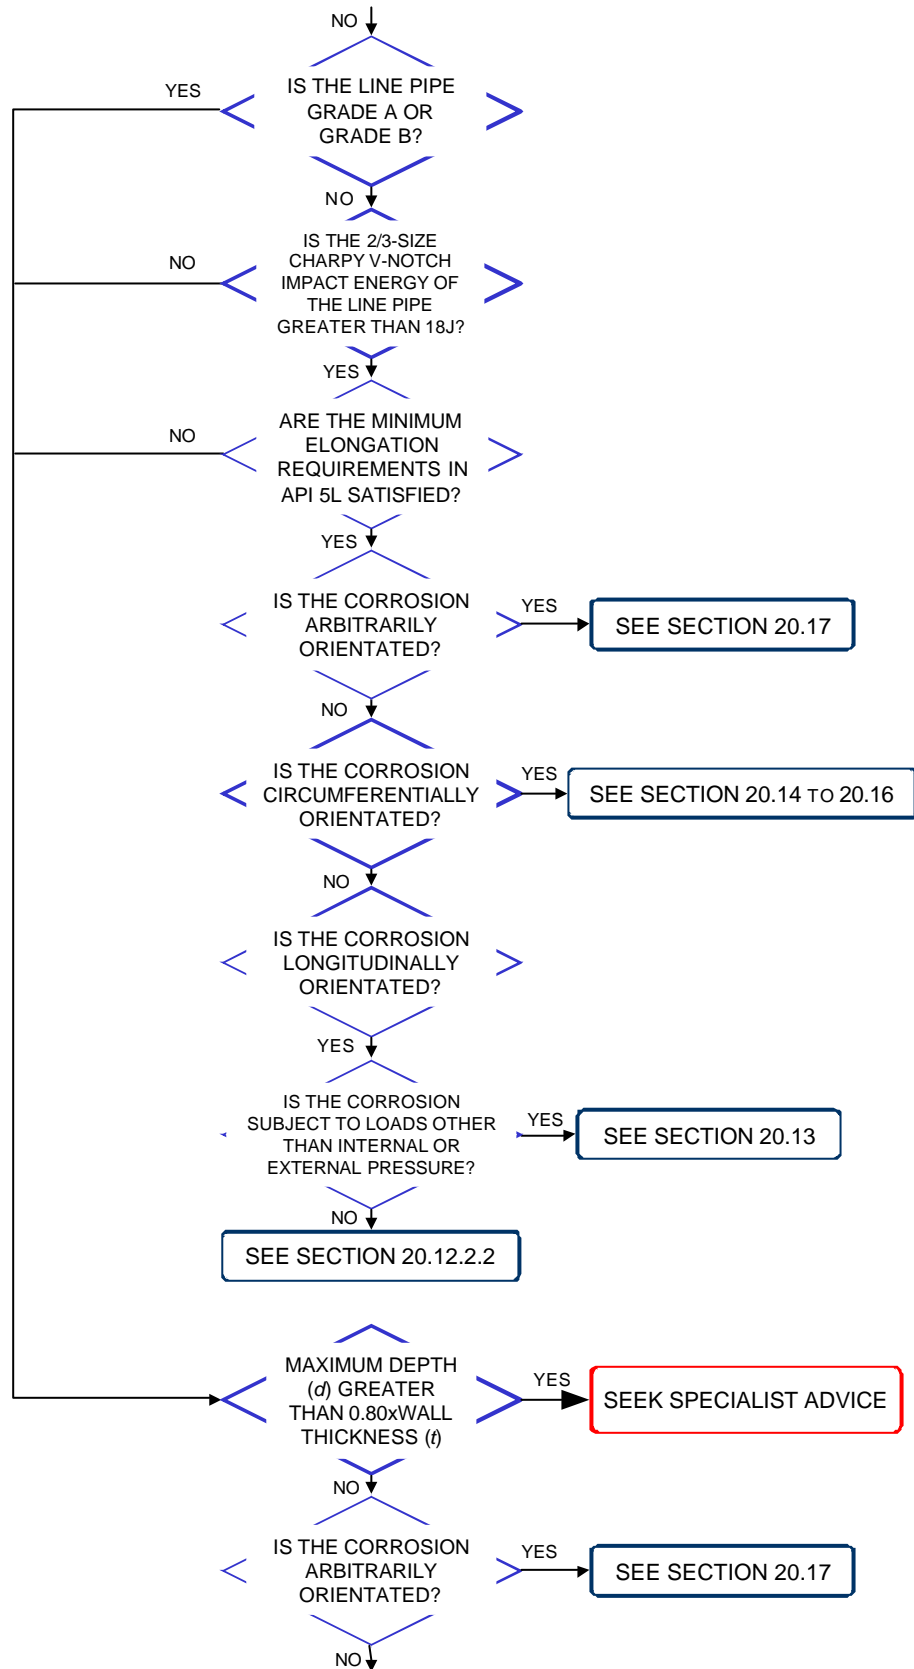 NO
IS THE LINE PIPE
GRADE A OR
GRADE B?
YES
NO
IS THE 2/3-SIZE
CHARPY V-NOTCH
IMPACT ENERGY OF
THE LINE PIPE
GREATER THAN 18J?
NO
YES
ARE THE MINIMUM
ELONGATION
REQUIREMENTS IN
API 5L SATISFIED?
NO
YES
IS THE CORROSION
ARBITRARILY
ORIENTATED?
YES
SEE SECTION 20.17
NO
IS THE CORROSION
CIRCUMFERENTIALLY
ORIENTATED?
YES
SEE SECTION 20.14 TO 20.16
NO
IS THE CORROSION
LONGITUDINALLY
ORIENTATED?
YES
IS THE CORROSION
SUBJECT TO LOADS OTHER
THAN INTERNAL OR
EXTERNAL PRESSURE?
YES
SEE SECTION 20.13
NO
SEE SECTION 20.12.2.2
MAXIMUM DEPTH
(d) GREATER
THAN 0.80xWALL
THICKNESS (t)
YES
SEEK SPECIALIST ADVICE
NO
IS THE CORROSION
ARBITRARILY
ORIENTATED?
YES
SEE SECTION 20.17
NO